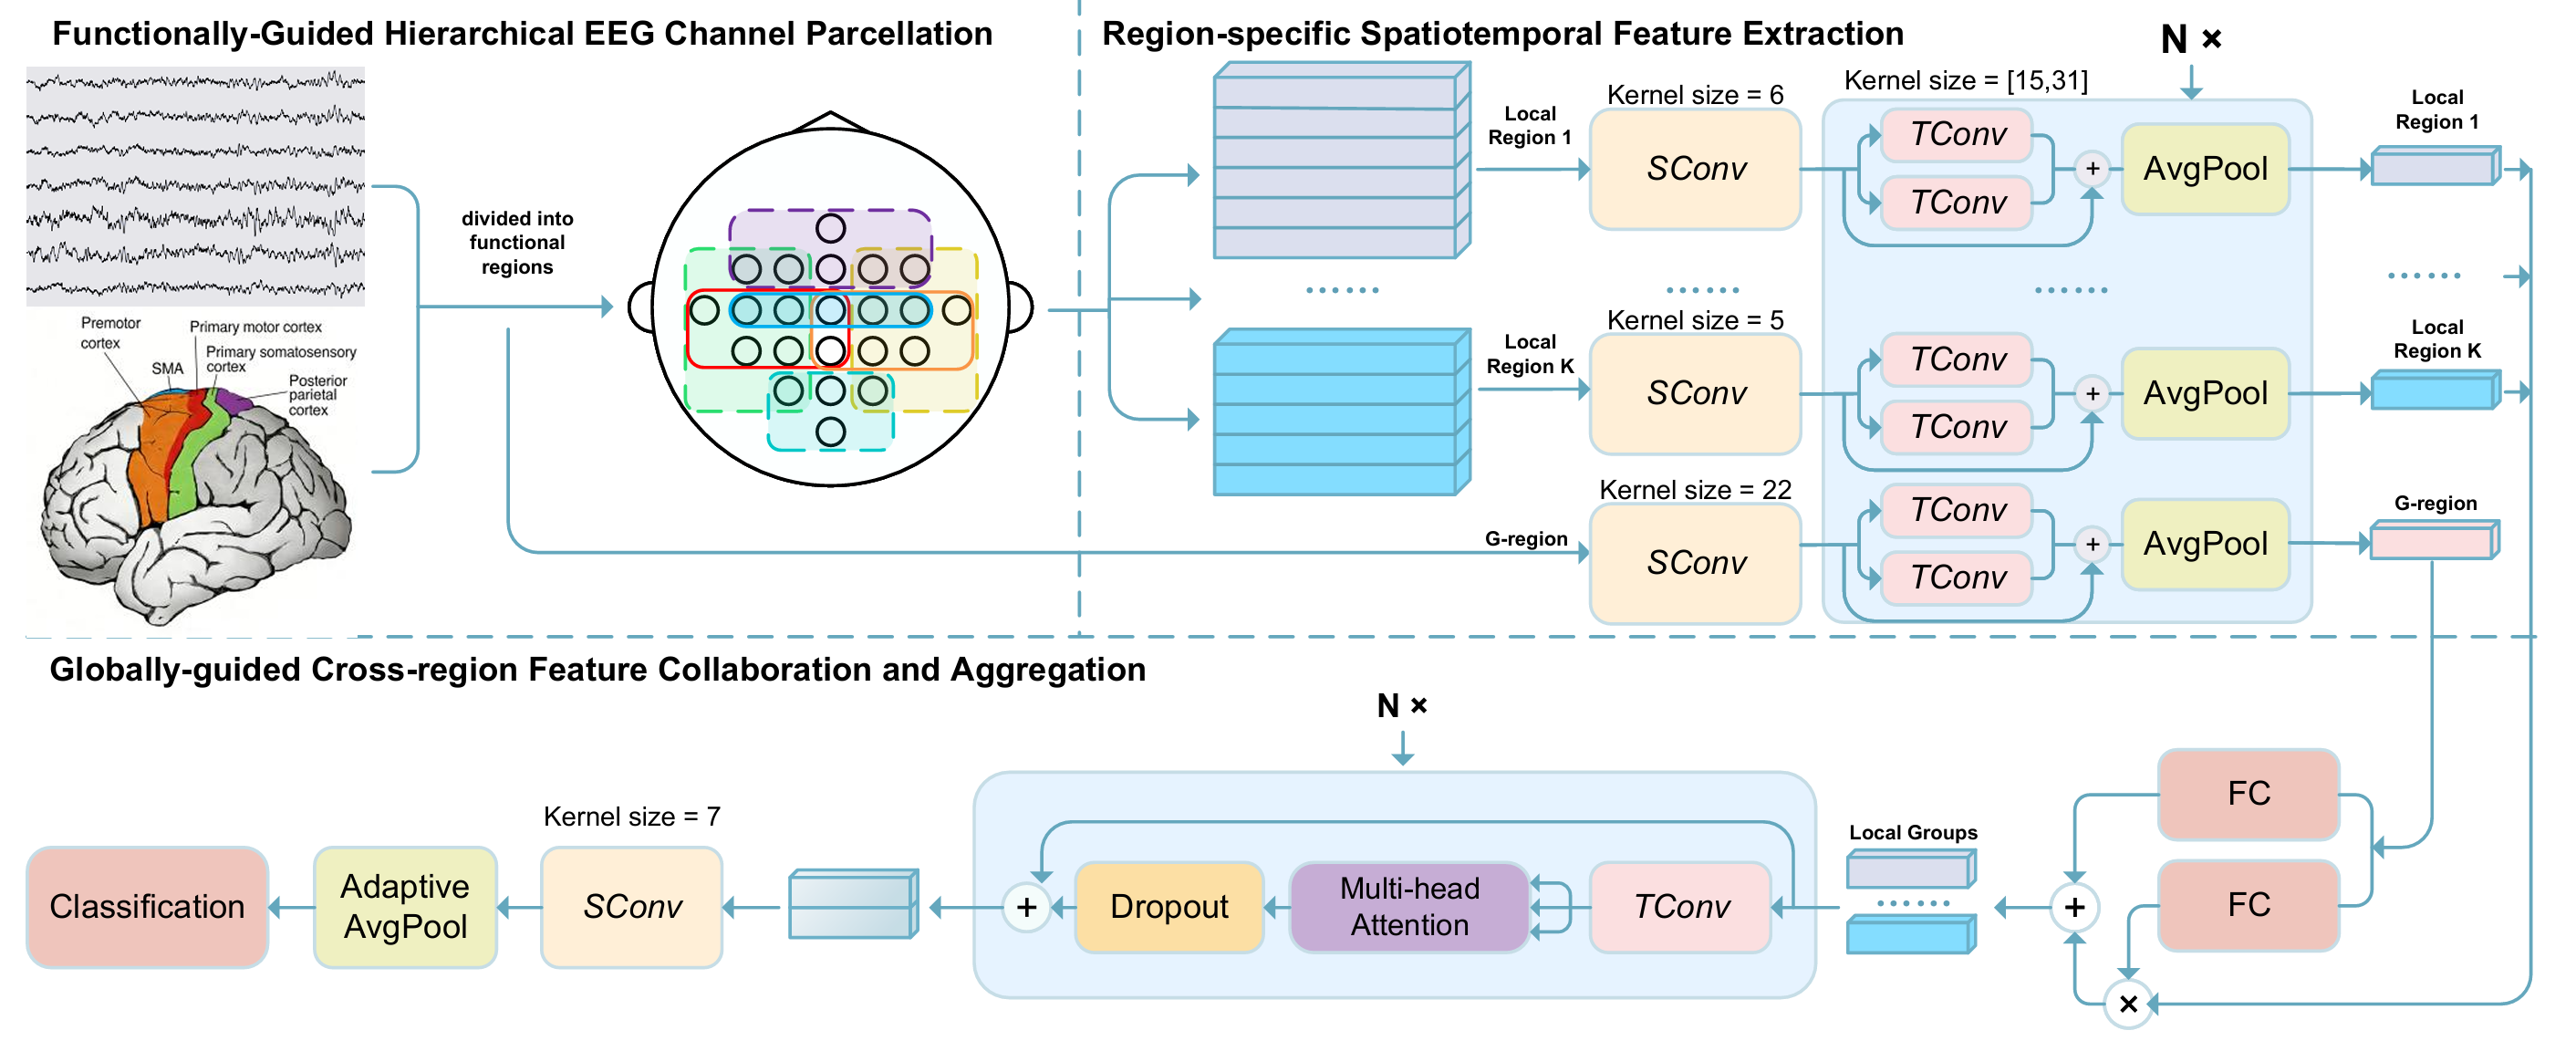 Functionally-Guided Hierarchical EEG Channel Parcellation
divided into
functional
regions
Premotor
cortex
Primary motor cortex
SMA
Primary somatosensory
cortex
Posterior
parietal
cortex
Region-specific Spatiotemporal Feature Extraction
N ×
Local
Region 1
Kernel size = 6
SConv
Kernel size = [15,31]
TConv
TConv
+
AvgPool
Local
Region 1
......
......
......
......
Local
Region K
Kernel size = 5
SConv
TConv
TConv
+
AvgPool
Local
Region K
G-region
Kernel size = 22
SConv
TConv
TConv
+
AvgPool
G-region
Globally-guided Cross-region Feature Collaboration and Aggregation
N ×
Classification
Adaptive
AvgPool
Kernel size = 7
SConv
+
Dropout
Multi-head
Attention
TConv
Local Groups
......
+
×
FC
FC